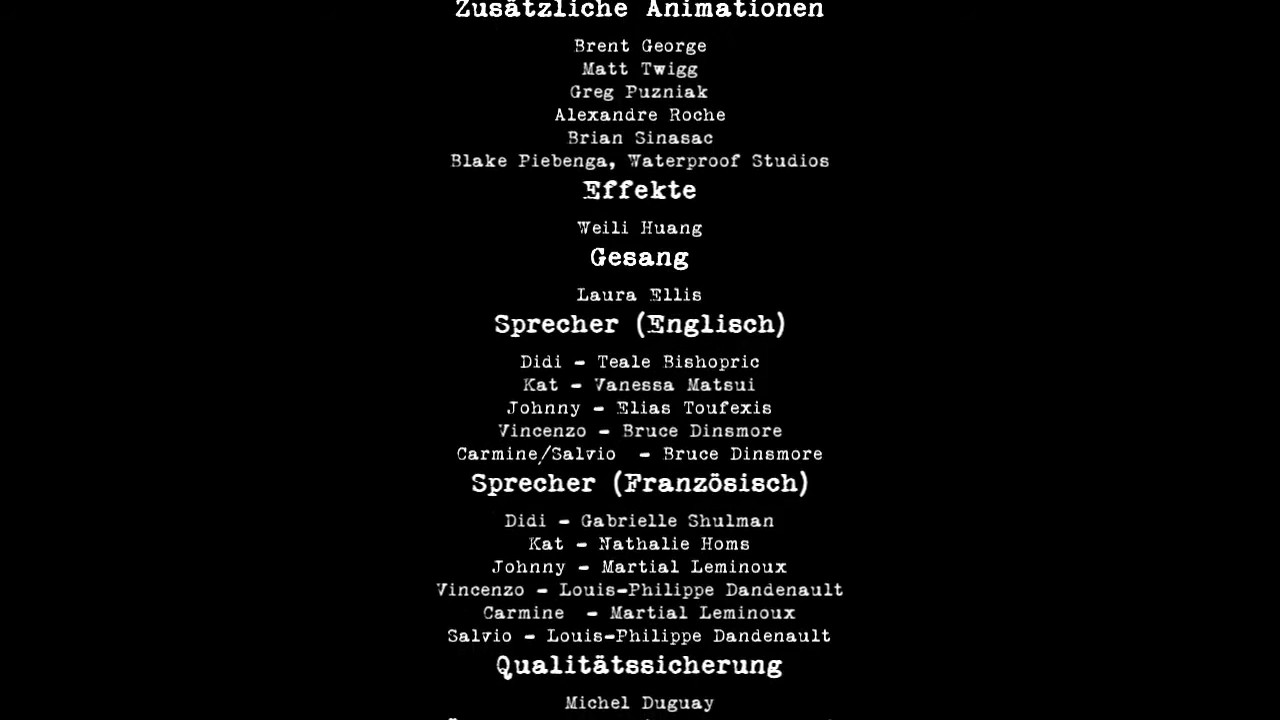 Zusätzliche Animationen
Brent George
Matt Twigg
Greg Puzniak
Alexandre Roche
Brian Sinasac
Blake Piebenga, Waterproof Studios
Effekte
Weili Huang
Gesang
Laura Ellis
Sprecher (Englisch)
Didi - Teale Bishopric
Kat - Vanessa Matsui
Johnny - Elias Toufexis
Vincenzo - Bruce Dinsmore
Carmine/Salvio - Bruce Dinsmore
Sprecher (Französisch)
Didi - Gabrielle Shulman
Kat - Nathalie Homs
Johnny - Martial Leminoux
Vincenzo - Louis-Philippe Dandenault
Carmine - Martial Leminoux
Salvio - Louis-Philippe Dandenault
Qualitätssicherung
Michel Duguay